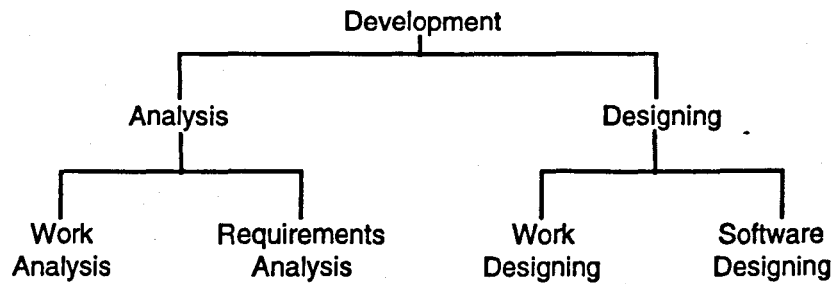 Development
Analysis
Designing
Work
Analysis
Requirements
Analysis
Work
Designing
Software
Designing